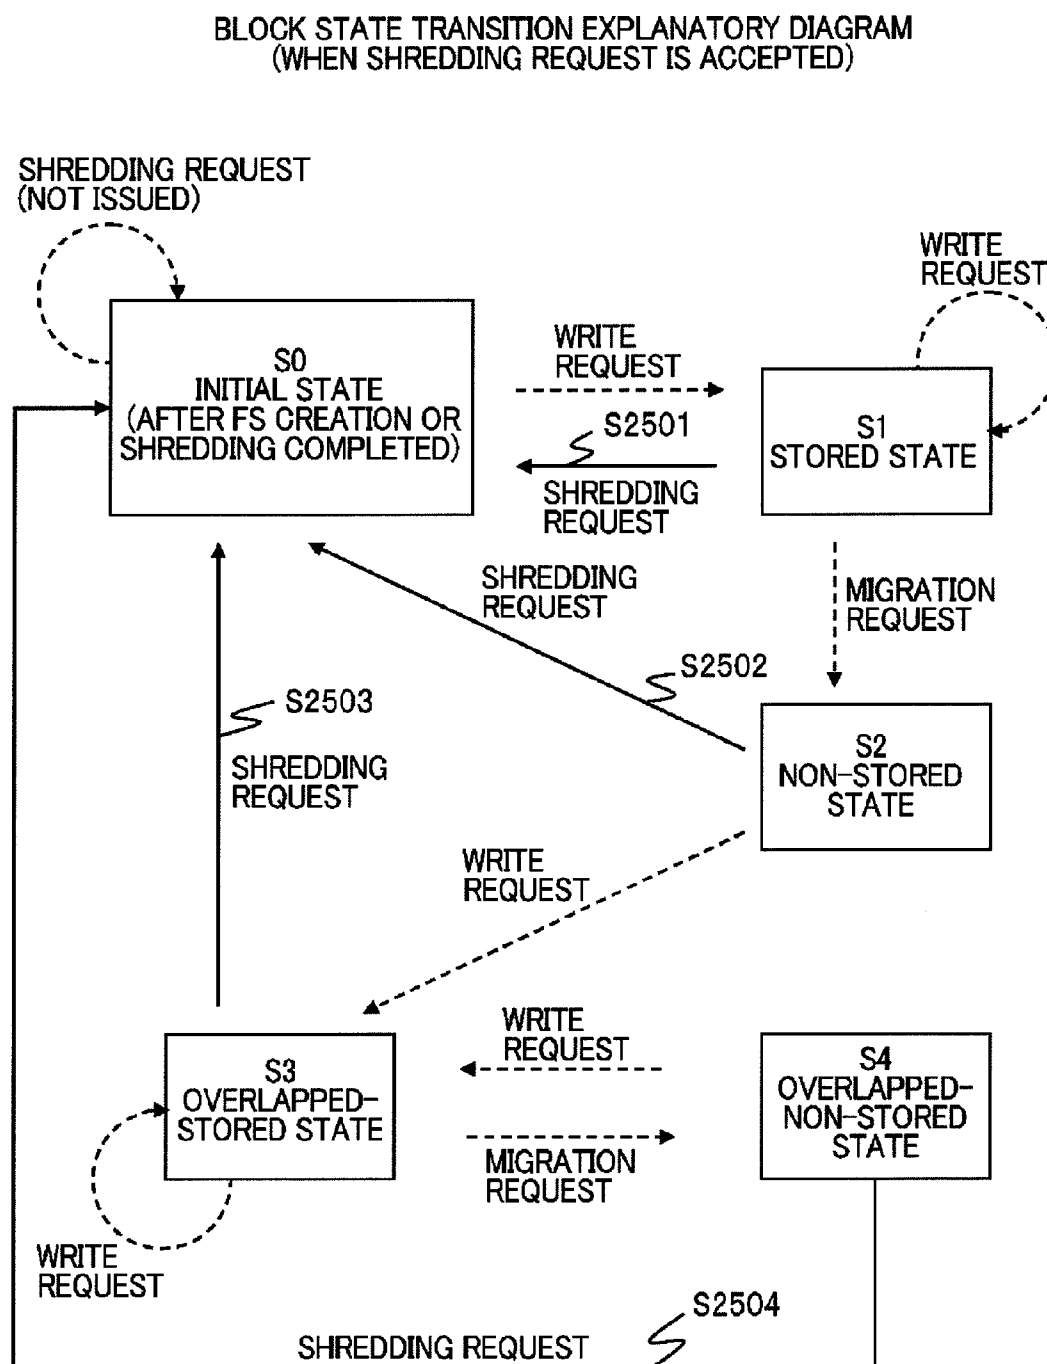 BLOCK STATE TRANSITION EXPLANATORY DIAGRAM
(WHEN SHREDDING REQUEST IS ACCEPTED)
SHREDDING REQUEST
(NOT ISSUED)
WRITE
REQUEST
S0
INITIAL STATE
(AFTER FS CREATION OR
SHREDDING COMPLETED)
WRITE
REQUEST
S2501
SHREDDING
REQUEST
S1
STORED STATE
SHREDDING
REQUEST
MIGRATION
REQUEST
S2502
S2503
SHREDDING
REQUEST
S2
NON-STORED
STATE
WRITE
REQUEST
WRITE
REQUEST
S3
OVERLAPPED-
STORED STATE
S4
OVERLAPPED-
NON-STORED
STATE
MIGRATION
REQUEST
WRITE
REQUEST
S2504
SHREDDING REQUEST